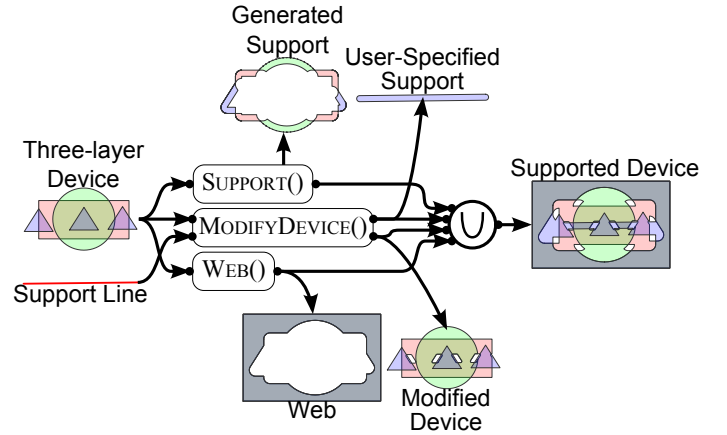 Generated
Support
User-Specified
Support
Three-layer
Device
SUPPORT()
Supported Device
MODIFYDEVICE()
∪
WEB()
Support Line
Web
Modified
Device